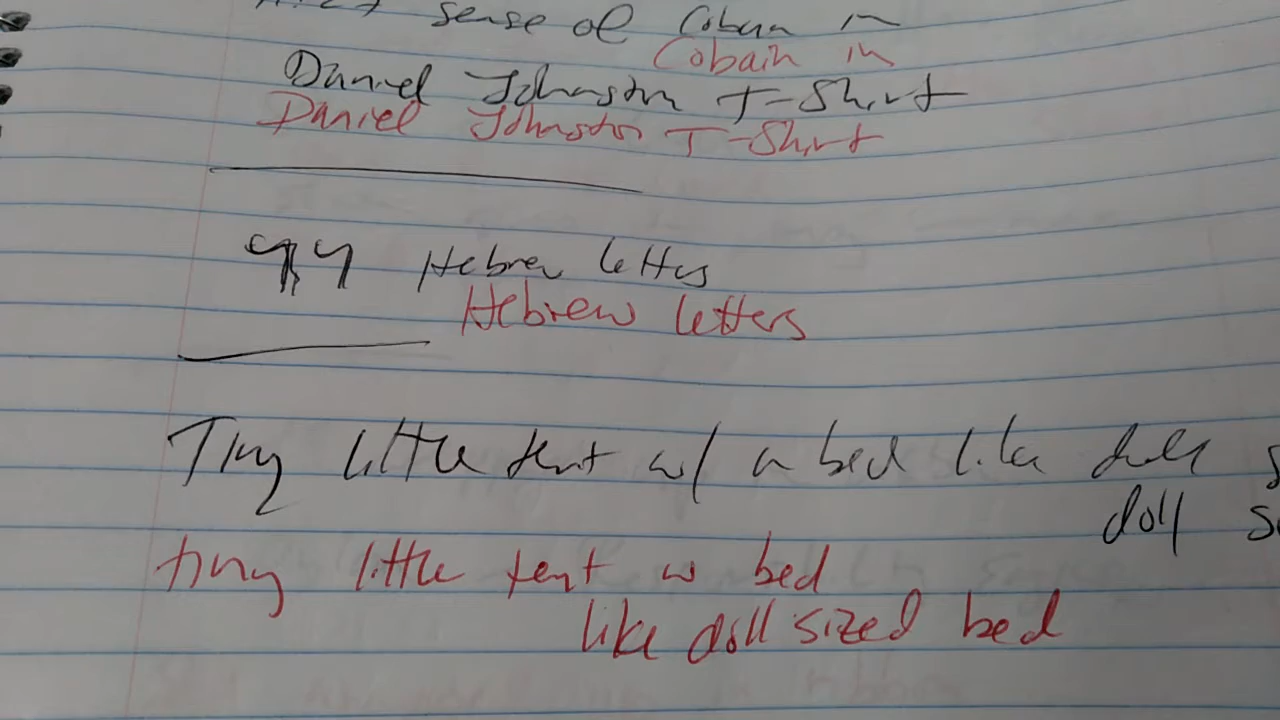 sense of Cobain in
Cobain in
Daniel Johnston T-Shirt
Daniel Johnston T-Shirt
Hebrew letters
Hebrew letters
Tiny little tent w/ a bed like doll
doll
tiny little tent w bed
like doll sized bed